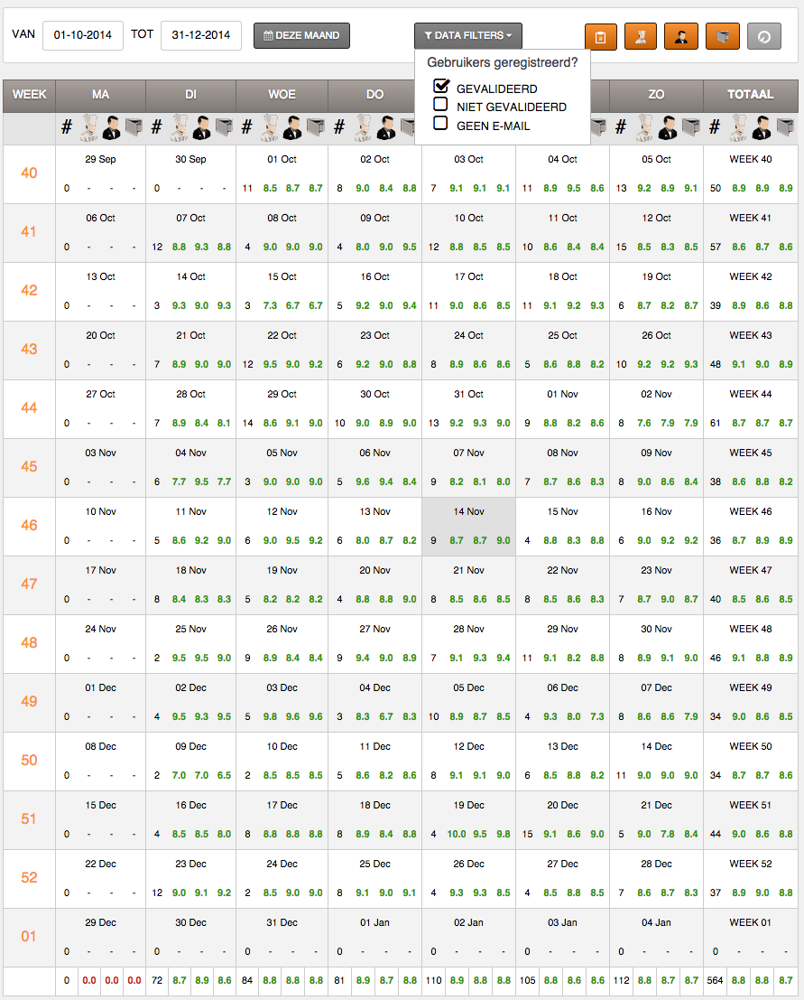 VAN 01-10-2014 TOT 31-12-2014 DEZE MAAND DATA FILTERS
Gebruikers geregistreerd?
GEVALIDEERD
NIET GEVALIDEERD
GEEN E-MAIL
WEEK MA DI WOE DO ZO TOTAAL
# # # # # #
29 Sep 30 Sep 01 Oct 02 Oct 03 Oct 04 Oct 05 Oct WEEK 40
40
0 - - - 0 - - - 11 8.5 8.7 8.7 8 9.0 8.4 8.8 7 9.1 9.1 9.1 11 8.9 9.5 8.6 13 9.2 8.9 9.1 50 8.9 8.9 8.9
06 Oct 07 Oct 08 Oct 09 Oct 10 Oct 11 Oct 12 Oct WEEK 41
41
0 - - - 12 8.8 9.3 8.8 4 9.0 9.0 9.0 4 8.0 9.0 9.5 12 8.8 8.5 8.5 10 8.6 8.4 8.4 15 8.5 8.3 8.5 57 8.6 8.7 8.6
13 Oct 14 Oct 15 Oct 16 Oct 17 Oct 18 Oct 19 Oct WEEK 42
42
0 - - - 3 9.3 9.0 9.3 3 7.3 6.7 6.7 5 9.2 9.0 9.4 11 9.0 8.6 8.5 11 9.1 9.2 9.3 6 8.7 8.2 8.7 39 8.9 8.6 8.8
20 Oct 21 Oct 22 Oct 23 Oct 24 Oct 25 Oct 26 Oct WEEK 43
43
0 - - - 7 8.9 9.0 9.0 12 9.5 9.0 9.2 6 9.2 9.0 8.8 8 8.9 8.6 8.6 5 8.6 8.8 8.2 10 9.2 9.2 9.3 48 9.1 9.0 8.9
27 Oct 28 Oct 29 Oct 30 Oct 31 Oct 01 Nov 02 Nov WEEK 44
44
0 - - - 7 8.9 8.4 8.1 14 8.6 9.1 9.0 10 9.0 8.9 9.0 13 9.2 9.3 9.0 9 8.8 8.2 8.6 8 7.6 7.9 7.9 61 8.7 8.7 8.7
03 Nov 04 Nov 05 Nov 06 Nov 07 Nov 08 Nov 09 Nov WEEK 45
45
0 - - - 6 7.7 9.5 7.7 3 9.0 9.0 9.0 5 9.6 9.4 8.4 9 8.2 8.1 8.0 7 8.7 8.6 8.3 8 9.0 8.6 8.4 38 8.6 8.8 8.2
10 Nov 11 Nov 12 Nov 13 Nov 14 Nov 15 Nov 16 Nov WEEK 46
46
0 - - - 5 8.6 9.2 9.0 6 9.0 9.5 9.2 6 8.0 8.7 8.2 9 8.7 8.7 9.0 4 8.8 8.3 8.8 6 9.0 9.2 9.2 36 8.7 8.9 8.9
17 Nov 18 Nov 19 Nov 20 Nov 21 Nov 22 Nov 23 Nov WEEK 47
47
0 - - - 8 8.4 8.3 8.3 5 8.2 8.2 8.2 4 8.8 8.8 9.0 8 8.5 8.6 8.5 8 8.5 8.6 8.3 7 8.7 9.0 8.7 40 8.5 8.6 8.5
24 Nov 25 Nov 26 Nov 27 Nov 28 Nov 29 Nov 30 Nov WEEK 48
48
0 - - - 2 9.5 9.5 9.0 9 8.9 8.4 8.4 9 9.4 9.0 8.9 7 9.1 9.3 9.4 11 9.1 8.2 8.8 8 8.9 9.1 9.0 46 9.1 8.8 8.9
01 Dec 02 Dec 03 Dec 04 Dec 05 Dec 06 Dec 07 Dec WEEK 49
49
0 - - - 4 9.5 9.3 9.5 5 9.8 9.6 9.6 3 8.3 6.7 8.3 10 8.9 8.7 8.5 4 9.3 8.0 7.3 8 8.6 8.6 7.9 34 9.0 8.6 8.5
08 Dec 09 Dec 10 Dec 11 Dec 12 Dec 13 Dec 14 Dec WEEK 50
50
0 - - - 2 7.0 7.0 6.5 2 8.5 8.5 8.5 5 8.6 8.2 8.6 8 9.1 9.1 9.0 6 8.5 8.8 8.2 11 9.0 9.0 9.0 34 8.7 8.7 8.6
15 Dec 16 Dec 17 Dec 18 Dec 19 Dec 20 Dec 21 Dec WEEK 51
51
0 - - - 4 8.5 8.5 8.0 8 8.8 8.8 8.8 8 8.9 8.4 8.8 4 10.0 9.5 9.8 15 9.1 8.6 9.0 5 9.0 7.8 8.4 44 9.0 8.6 8.8
22 Dec 23 Dec 24 Dec 25 Dec 26 Dec 27 Dec 28 Dec WEEK 52
52
0 - - - 12 9.0 9.1 9.2 2 8.5 9.0 9.0 8 9.1 9.0 9.1 4 9.3 9.3 8.5 4 8.5 8.8 8.5 7 8.6 8.7 8.3 37 8.9 9.0 8.8
29 Dec 30 Dec 31 Dec 01 Jan 02 Jan 03 Jan 04 Jan WEEK 01
01
0 - - - 0 - - - 0 - - - 0 - - - 0 - - - 0 - - - 0 - - - 0 - - -
0 0.0 0.0 0.0 72 8.7 8.9 8.6 84 8.8 8.8 8.8 81 8.9 8.7 8.8 110 8.9 8.8 8.8 105 8.8 8.6 8.6 112 8.8 8.7 8.7 564 8.8 8.8 8.7